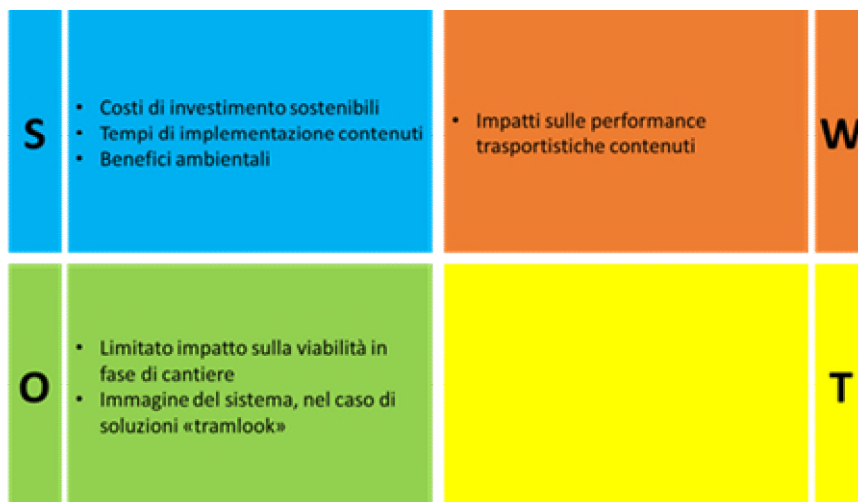 S
• Costi di investimento sostenibili
• Tempi di implementazione contenuti
• Benefici ambientali
• Impatti sulle performance
trasportistiche contenuti
W
O
• Limitato impatto sulla viabilità in
fase di cantiere
• Immagine del sistema, nel caso di
soluzioni «tramlook»
T